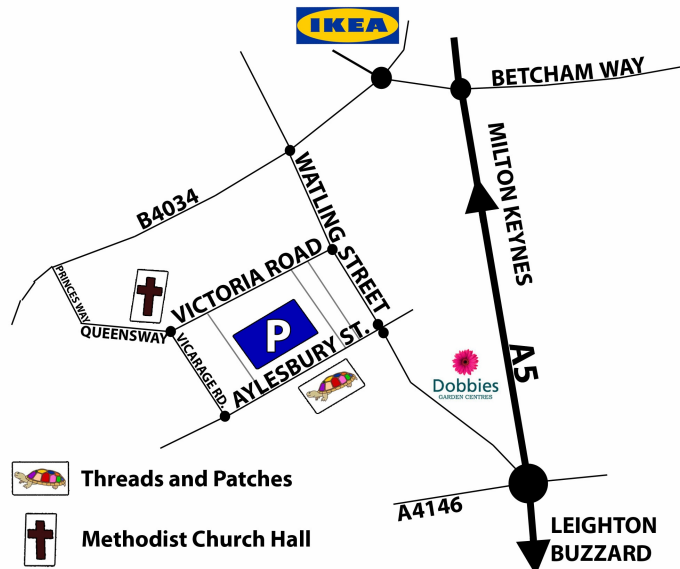 IKEA
BETCHAM WAY
MILTON KEYNES
WATLING STREET
B4034
PRINCES WAY
VICTORIA ROAD
QUEENSWAY
VICARAGE RD.
P
AYLESBURY ST.
A5
Dobbies
GARDEN CENTRES
Threads and Patches
A4146
LEIGHTON
BUZZARD
Methodist Church Hall